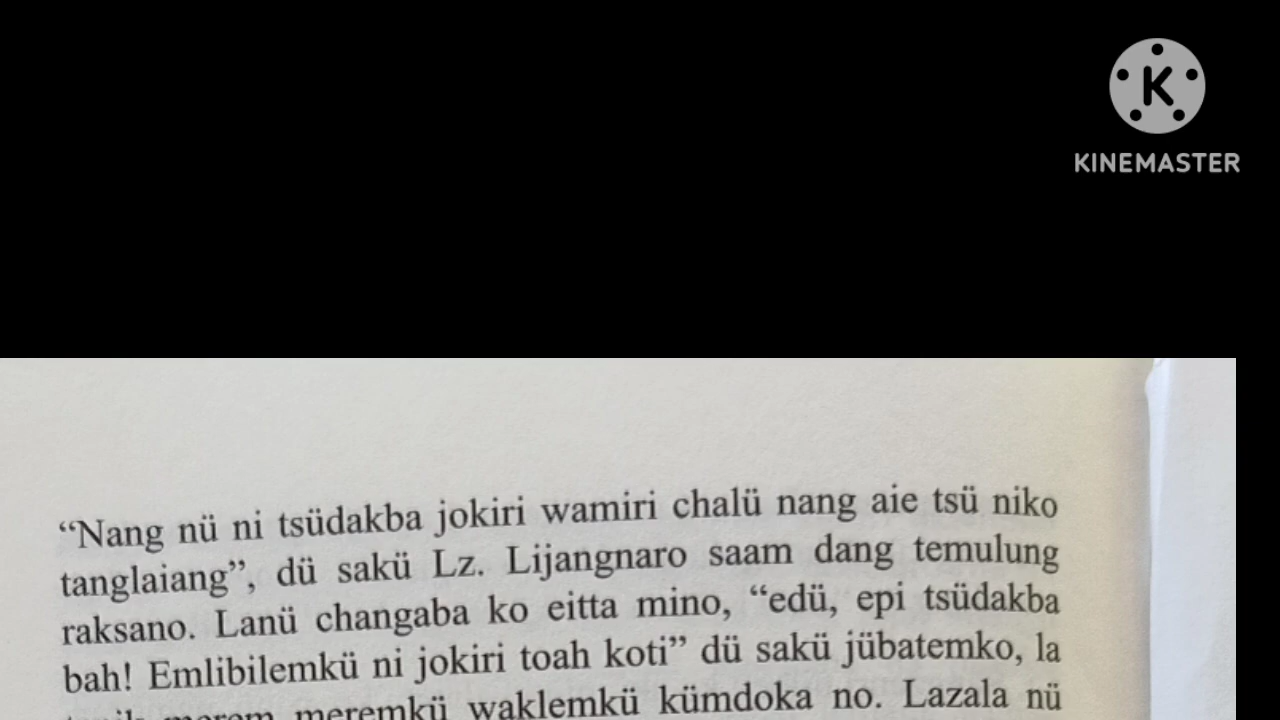 KINEMASTER
“Nang nü ni tsüdakba jokiri wamiri chalü nang aie tsü niko
tanglaiang”, dü sakü Lz. Lijangnaro saam dang temulung
raksano. Lanü changaba ko eitta mino, “edü, epi tsüdakba
bah! Emlibilemkü ni jokiri toah koti” dü sakü jübatemko, la
merem meremkü waklemkü kümdoka no. Lazala nü